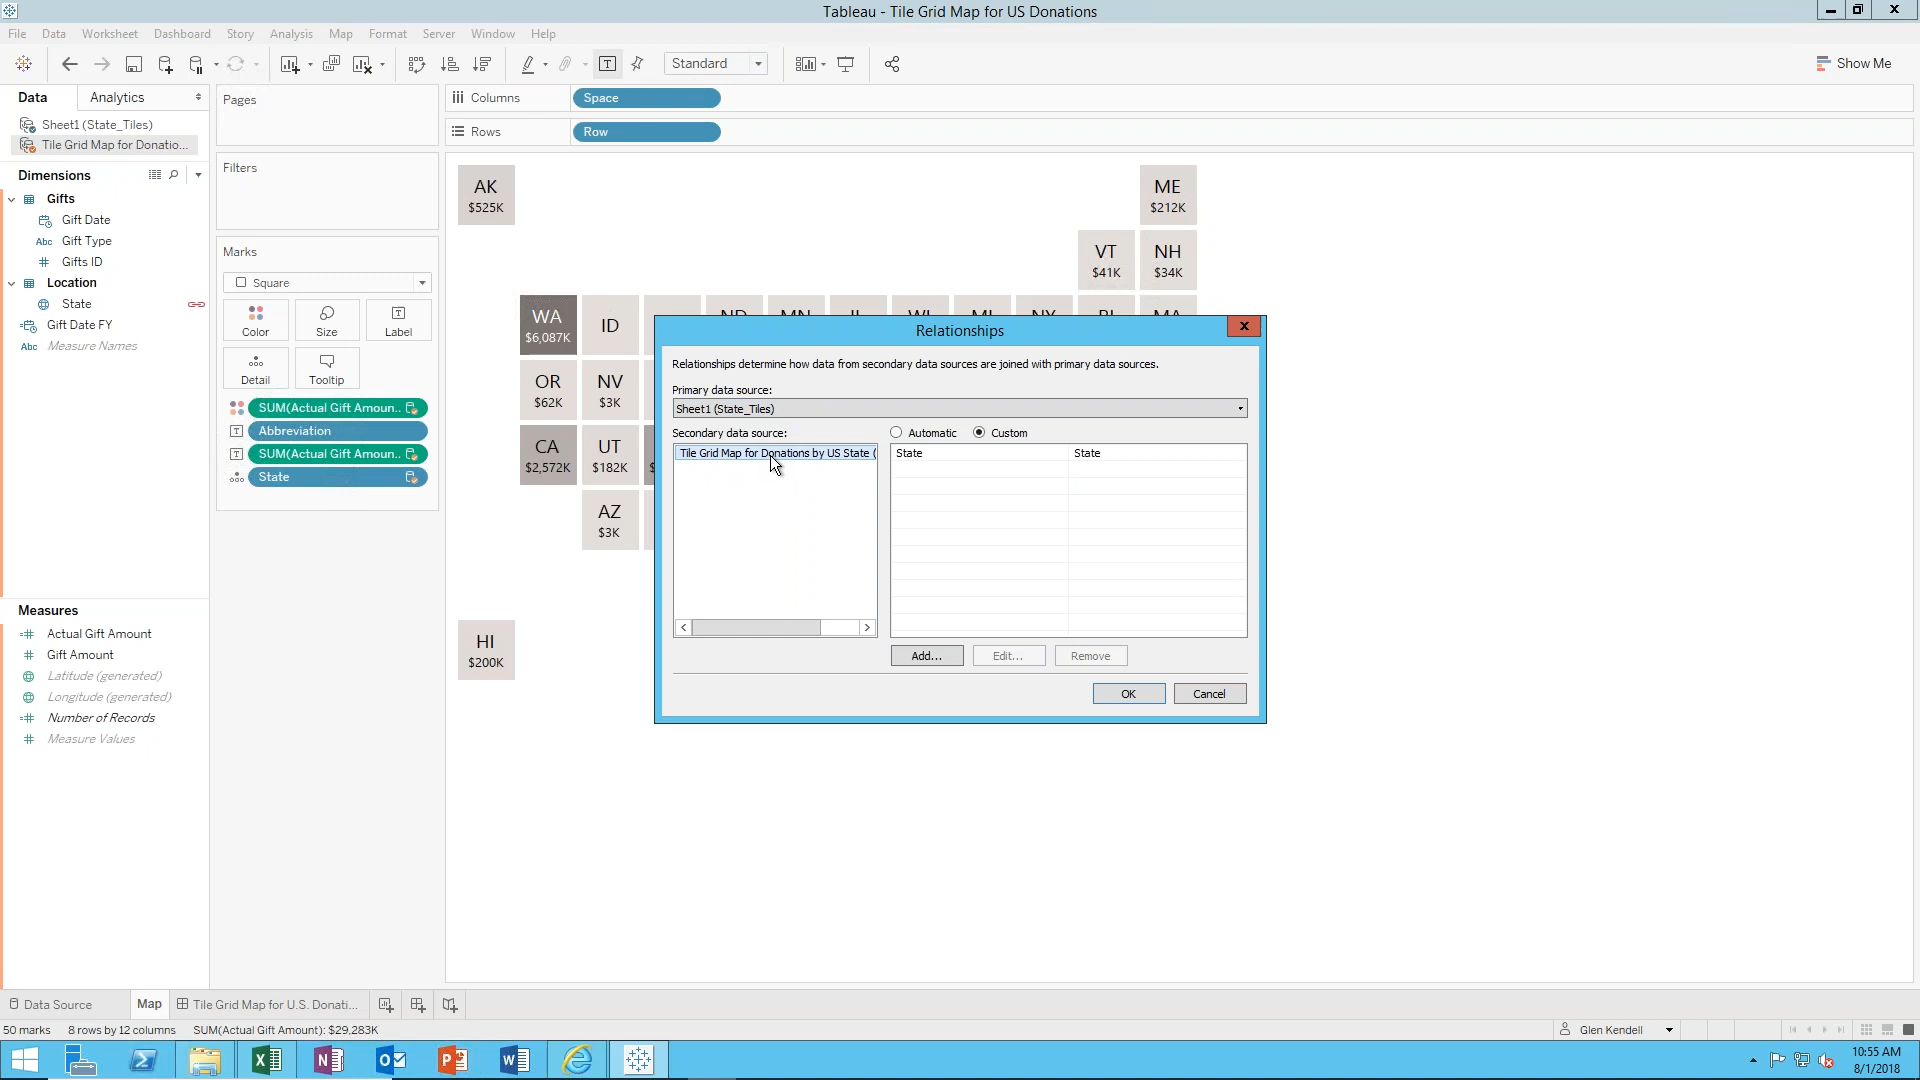 Tableau - Tile Grid Map for US Donations
File Data Worksheet Dashboard Story Analysis Map Format Server Window Help
Standard
Show Me
Data Analytics
Sheet1 (State_Tiles)
Tile Grid Map for Donatio...
Dimensions
Gifts
Gift Date
Abc Gift Type
Gifts ID
Location
State
Gift Date FY
Abc Measure Names
Measures
Actual Gift Amount
Gift Amount
Latitude (generated)
Longitude (generated)
Number of Records
Measure Values
Pages
Filters
Marks
Square
Color Size Label
Detail Tooltip
SUM(Actual Gift Amoun..
Abbreviation
SUM(Actual Gift Amoun..
State
Columns Space
Rows Row
AK
$525K
ME
$212K
VT
$41K
NH
$34K
WA
$6,087K
ID
OR
$62K
NV
$3K
CA
$2,572K
UT
$182K
AZ
$3K
HI
$200K
Relationships
Relationships determine how data from secondary data sources are joined with primary data sources.
Primary data source:
Sheet1 (State_Tiles)
Secondary data source:
Automatic Custom
Tile Grid Map for Donations by US State (
State State
Add... Edit... Remove
OK Cancel
Data Source Map Tile Grid Map for U.S. Donati...
50 marks 8 rows by 12 columns SUM(Actual Gift Amount): $29,283K
Glen Kendell
10:55 AM
8/1/2018